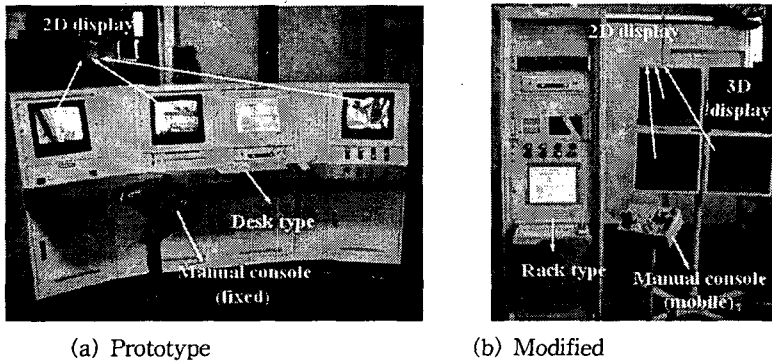 2D display
Desk type
Manual console
(fixed)
2D display
3D
display
Rack type
Manual console
(mobile)
(a) Prototype
(b) Modified